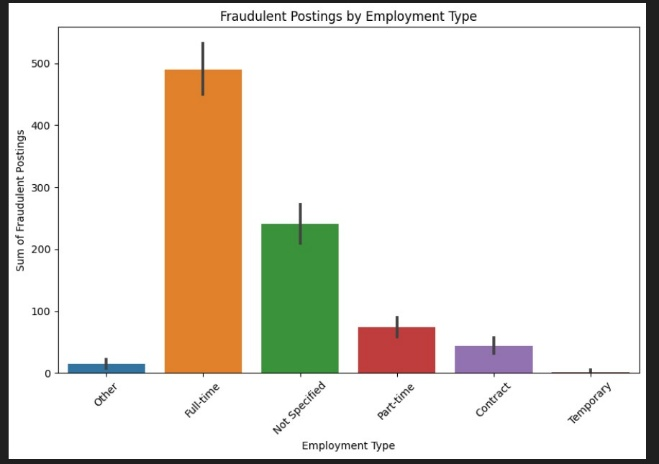 Fraudulent Postings by Employment Type
Sum of Fraudulent Postings
500
400
300
200
100
0
Other
Full-time
Not Specified
Part-time
Contract
Temporary
Employment Type